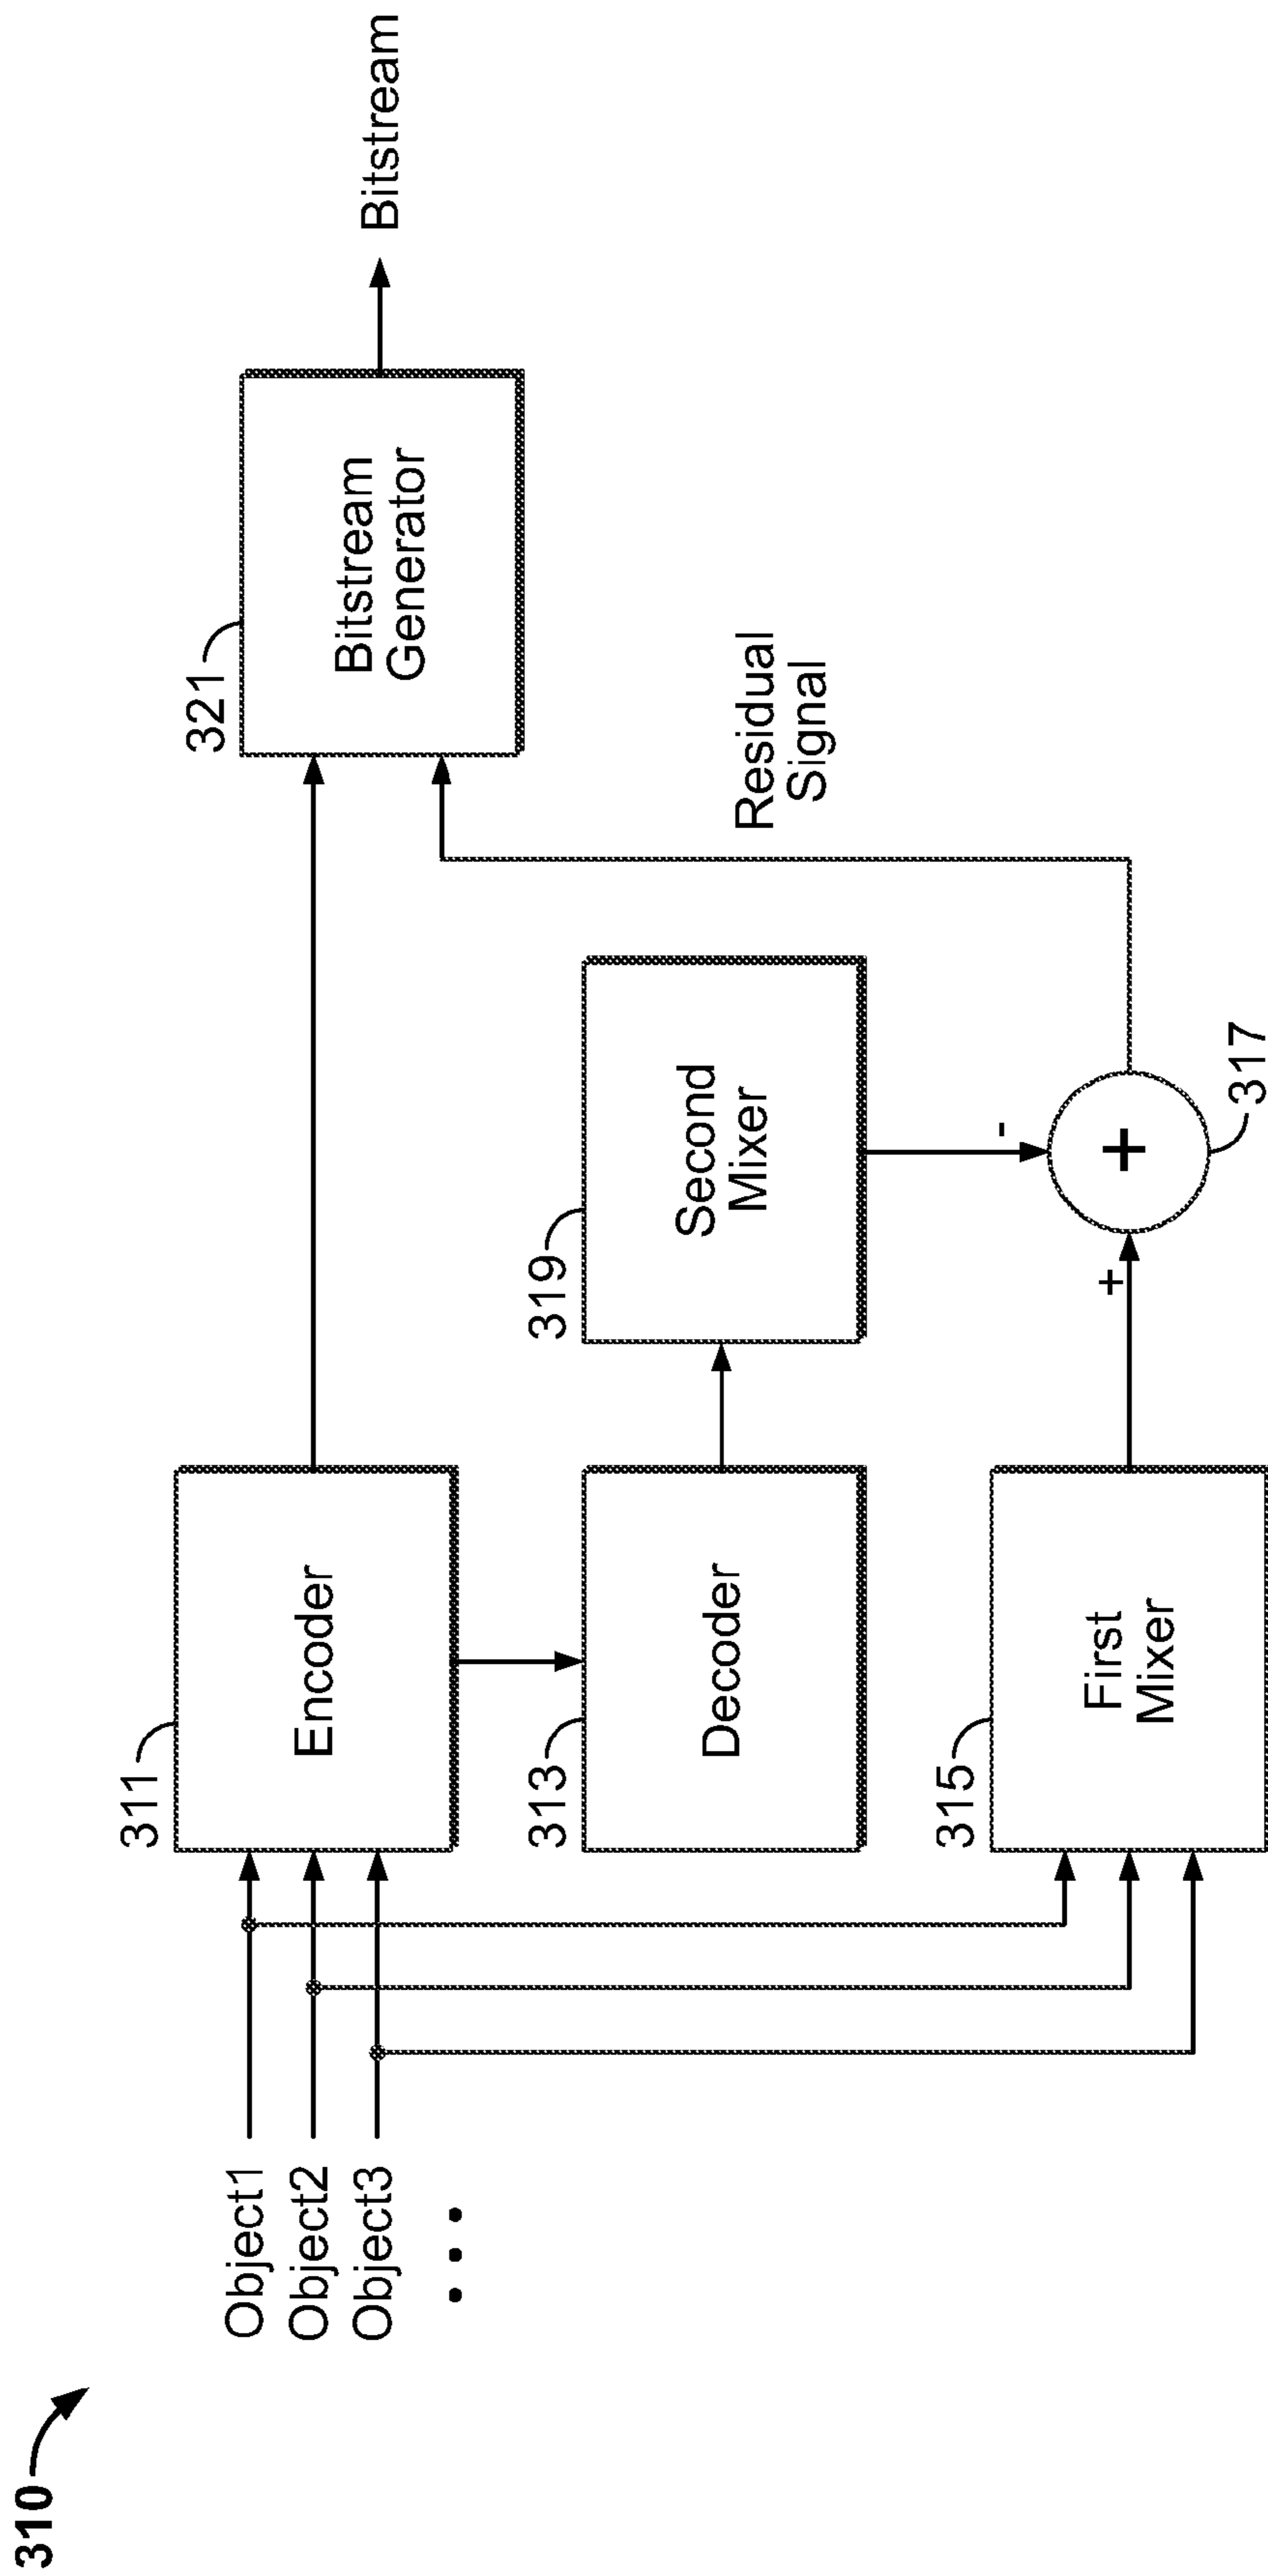 310
Object1
Object2
Object3
...
311
Encoder
313
Decoder
315
First
Mixer
319
Second
Mixer
+
-
+
317
Residual
Signal
321
Bitstream
Generator
Bitstream